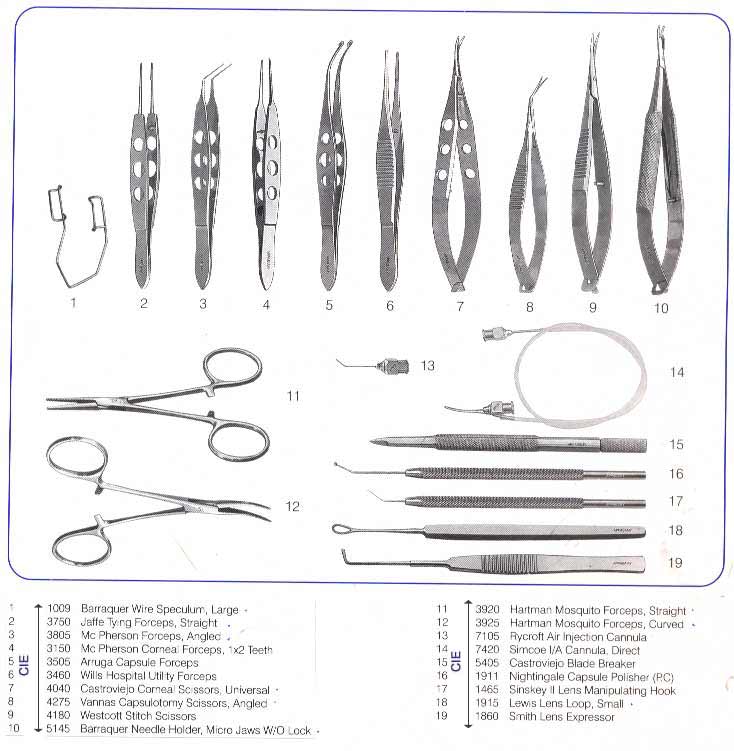 1 2 3 4 5 6 7 8 9 10
11 13 14
15
16
12 17
18
19
1 1009 Barraquer Wire Speculum, Large
2 3750 Jaffe Tying Forceps, Straight
3 3805 Mc Pherson Forceps, Angled
4 3150 Mc Pherson Corneal Forceps, 1x2 Teeth
5 3505 Arruga Capsule Forceps
6 3460 Wills Hospital Utility Forceps
7 4040 Castroviejo Corneal Scissors, Universal
8 4275 Vannas Capsulotomy Scissors, Angled
9 4180 Westcott Stitch Scissors
10 5145 Barraquer Needle Holder, Micro Jaws W/O Lock
CIE
11 3920 Hartman Mosquito Forceps, Straight
12 3925 Hartman Mosquito Forceps, Curved
13 7105 Rycroft Air Injection Cannula
14 7420 Simcoe I/A Cannula, Direct
15 5405 Castroviejo Blade Breaker
16 1911 Nightingale Capsule Polisher (P.C)
17 1465 Sinskey II Lens Manipulating Hook
18 1915 Lewis Lens Loop, Small
19 1860 Smith Lens Expressor
CIE